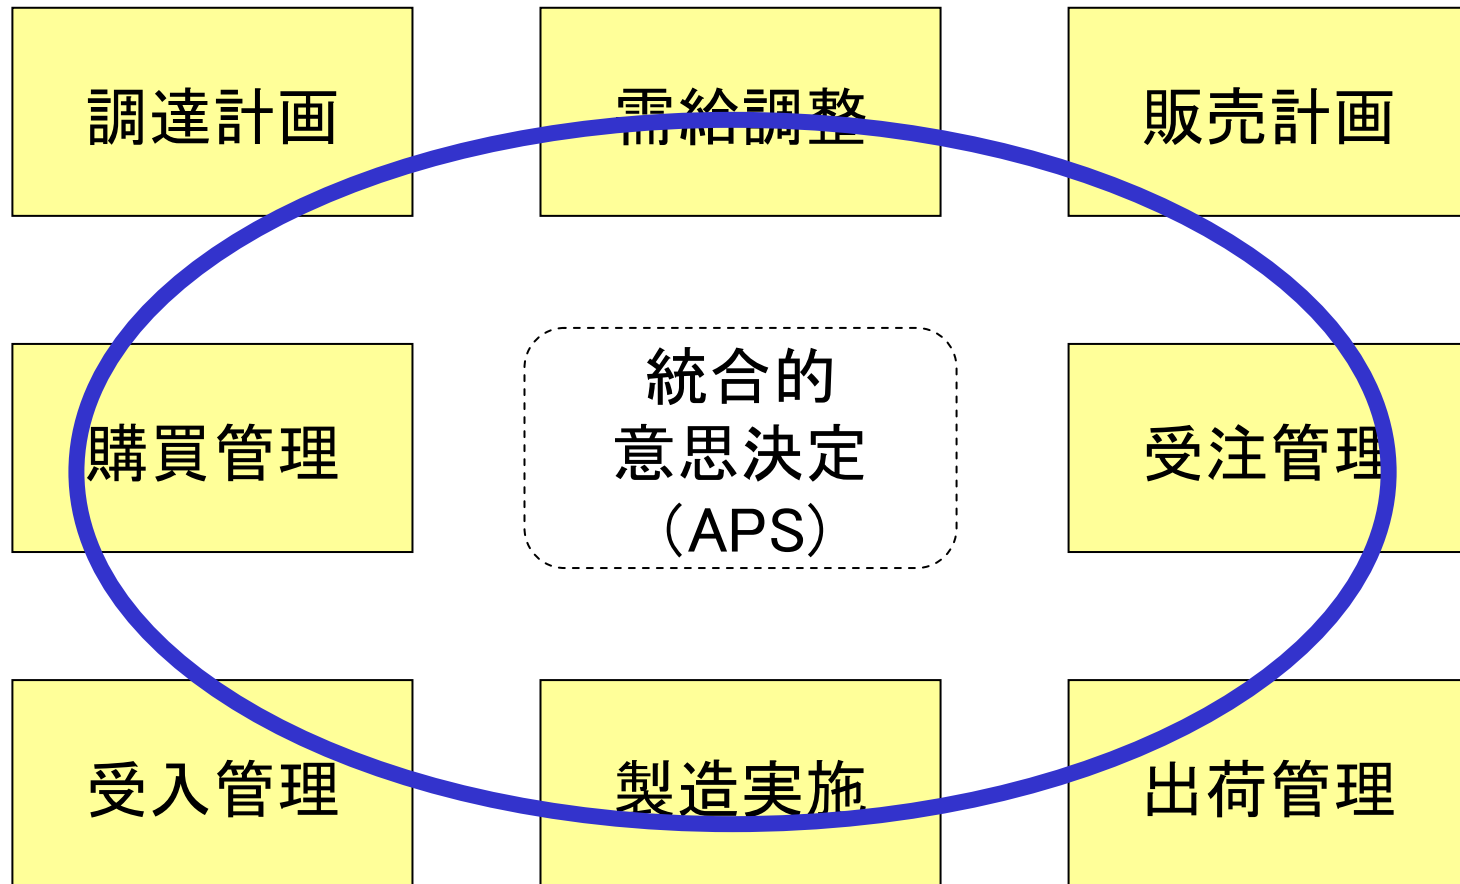 調達計画
需給調整
販売計画
購買管理
統合的
意思決定
（APS）
受注管理
受入管理
製造実施
出荷管理